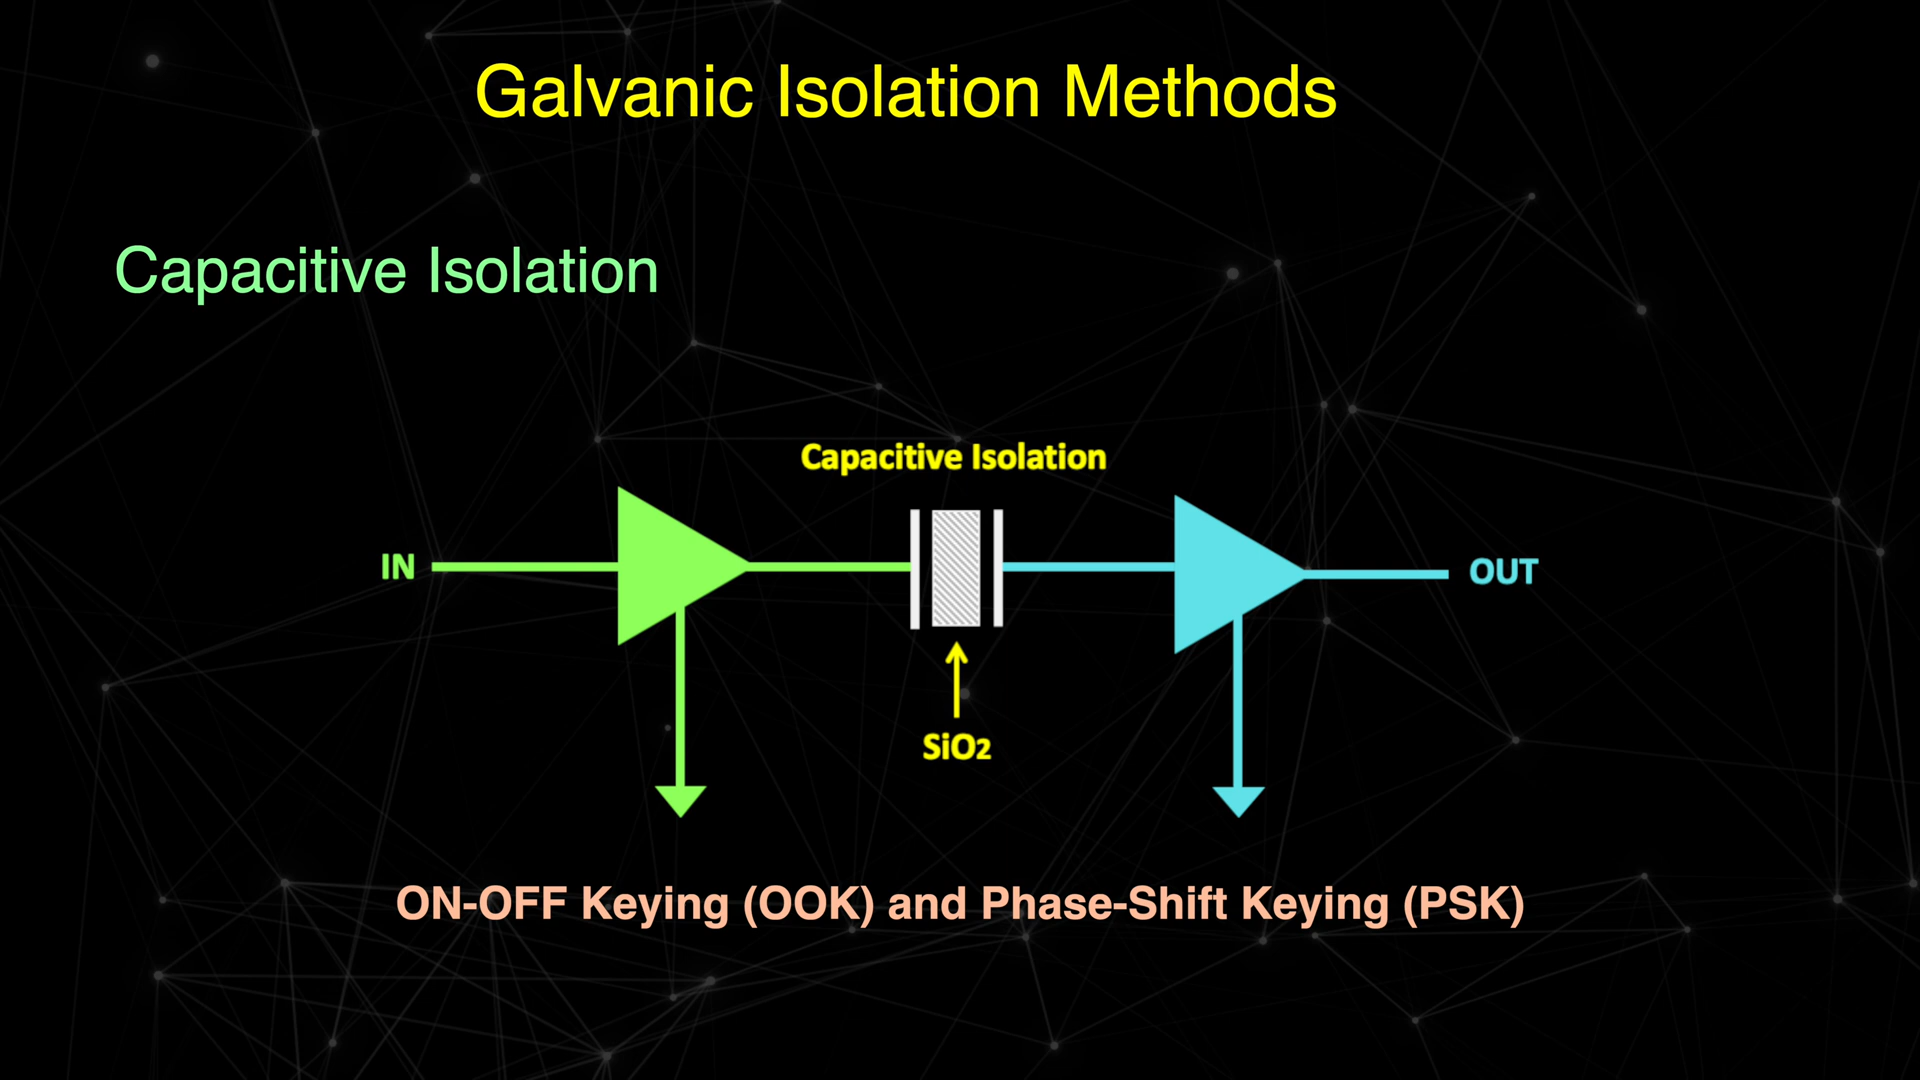 Galvanic Isolation Methods
Capacitive Isolation
Capacitive Isolation
IN
OUT
SiO2
ON-OFF Keying (OOK) and Phase-Shift Keying (PSK)